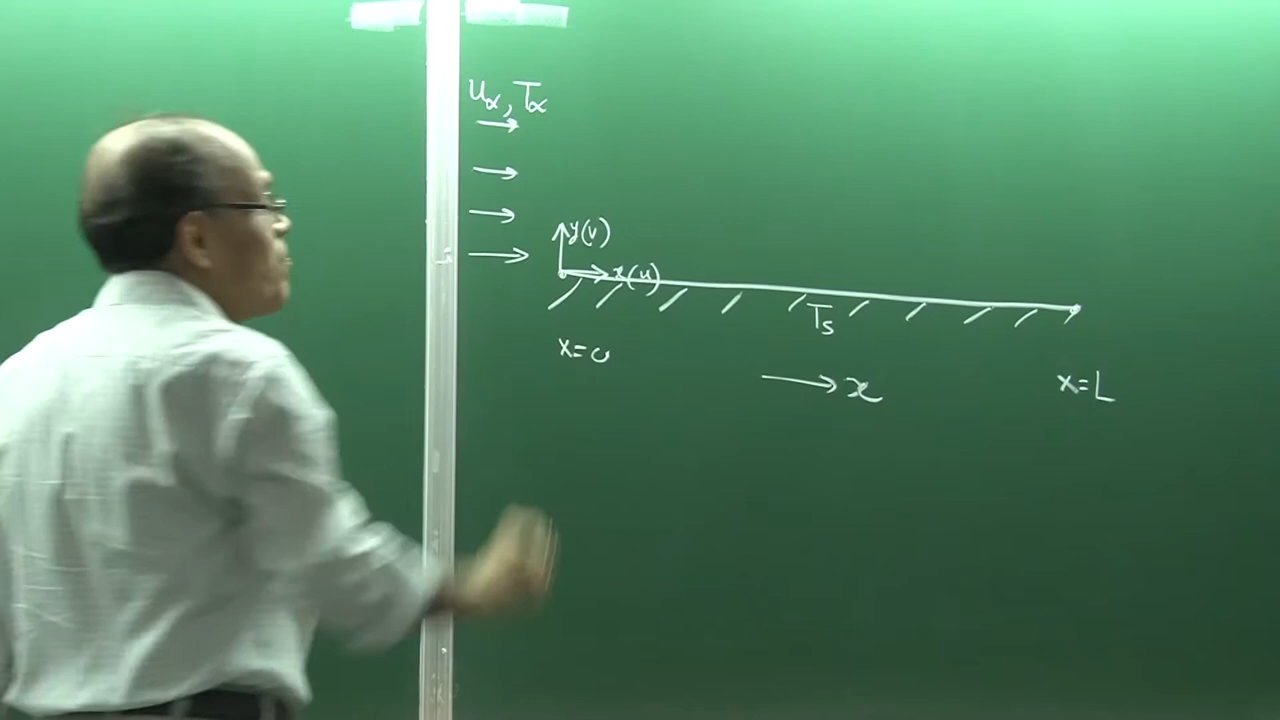 u∝, T∝
y(v)
x(u)
Ts
x=0
x
x=L